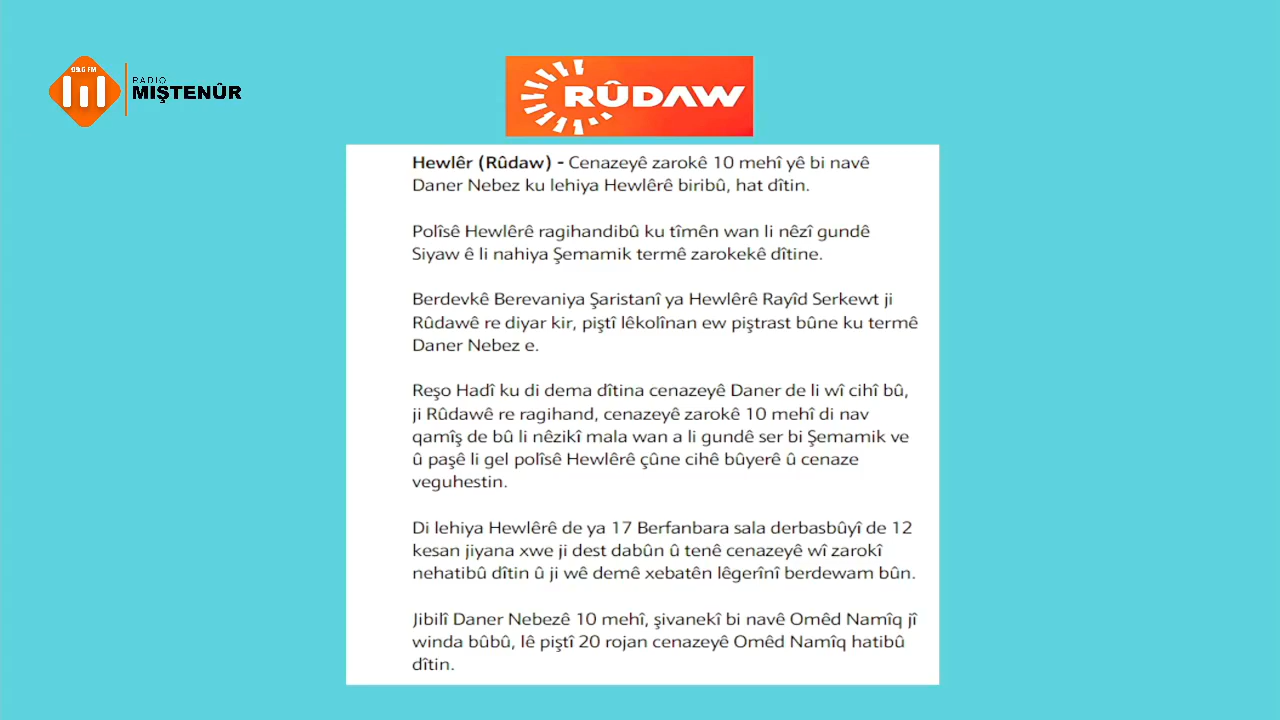 99.6 FM
RADIO
MIŞTENÛR
RÛDAW
Hewlêr (Rûdaw) - Cenazeyê zarokê 10 mehî yê bi navê
Daner Nebez ku lehiya Hewlêrê biribû, hat dîtin.
Polîsê Hewlêrê ragihandibû ku tîmên wan li nêzî gundê
Siyaw ê li nahiya Şemamik termê zarokekê dîtine.
Berdevkê Berevaniya Şaristanî ya Hewlêrê Rayîd Serkewt ji
Rûdawê re diyar kir, piştî lêkolînan ew piştrast bûne ku termê
Daner Nebez e.
Reşo Hadî ku di dema dîtina cenazeyê Daner de li wî cihî bû,
ji Rûdawê re ragihand, cenazeyê zarokê 10 mehî di nav
qamîş de bû li nêzikî mala wan a li gundê ser bi Şemamik ve
û paşê li gel polîsê Hewlêrê çûne cihê bûyerê û cenaze
veguhestin.
Di lehiya Hewlêrê de ya 17 Berfanbara sala derbasbûyî de 12
kesan jiyana xwe ji dest dabûn û tenê cenazeyê wî zarokî
nehatibû dîtin û ji wê demê xebatên lêgerînî berdewam bûn.
Jibilî Daner Nebezê 10 mehî, şivanekî bi navê Omêd Namîq jî
winda bûbû, lê piştî 20 rojan cenazeyê Omêd Namîq hatibû
dîtin.